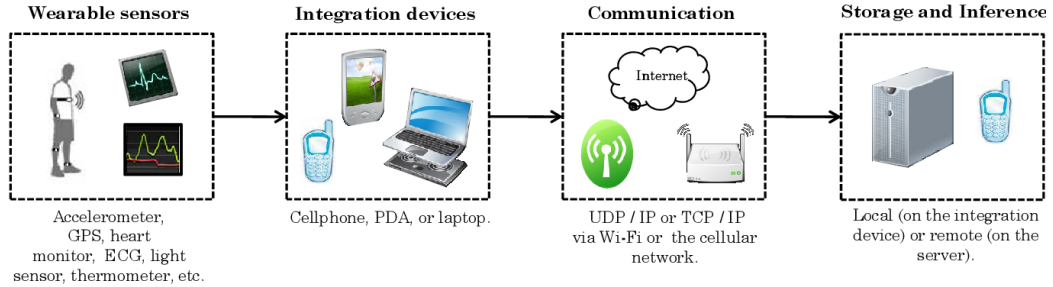 Wearable sensors
Integration devices
Communication
Storage and Inference
Internet
Accelerometer,
GPS, heart
monitor, ECG, light
sensor, thermometer, etc.
Cellphone, PDA, or laptop.
UDP / IP or TCP / IP
via Wi-Fi or the cellular
network.
Local (on the integration
device) or remote (on the
server).